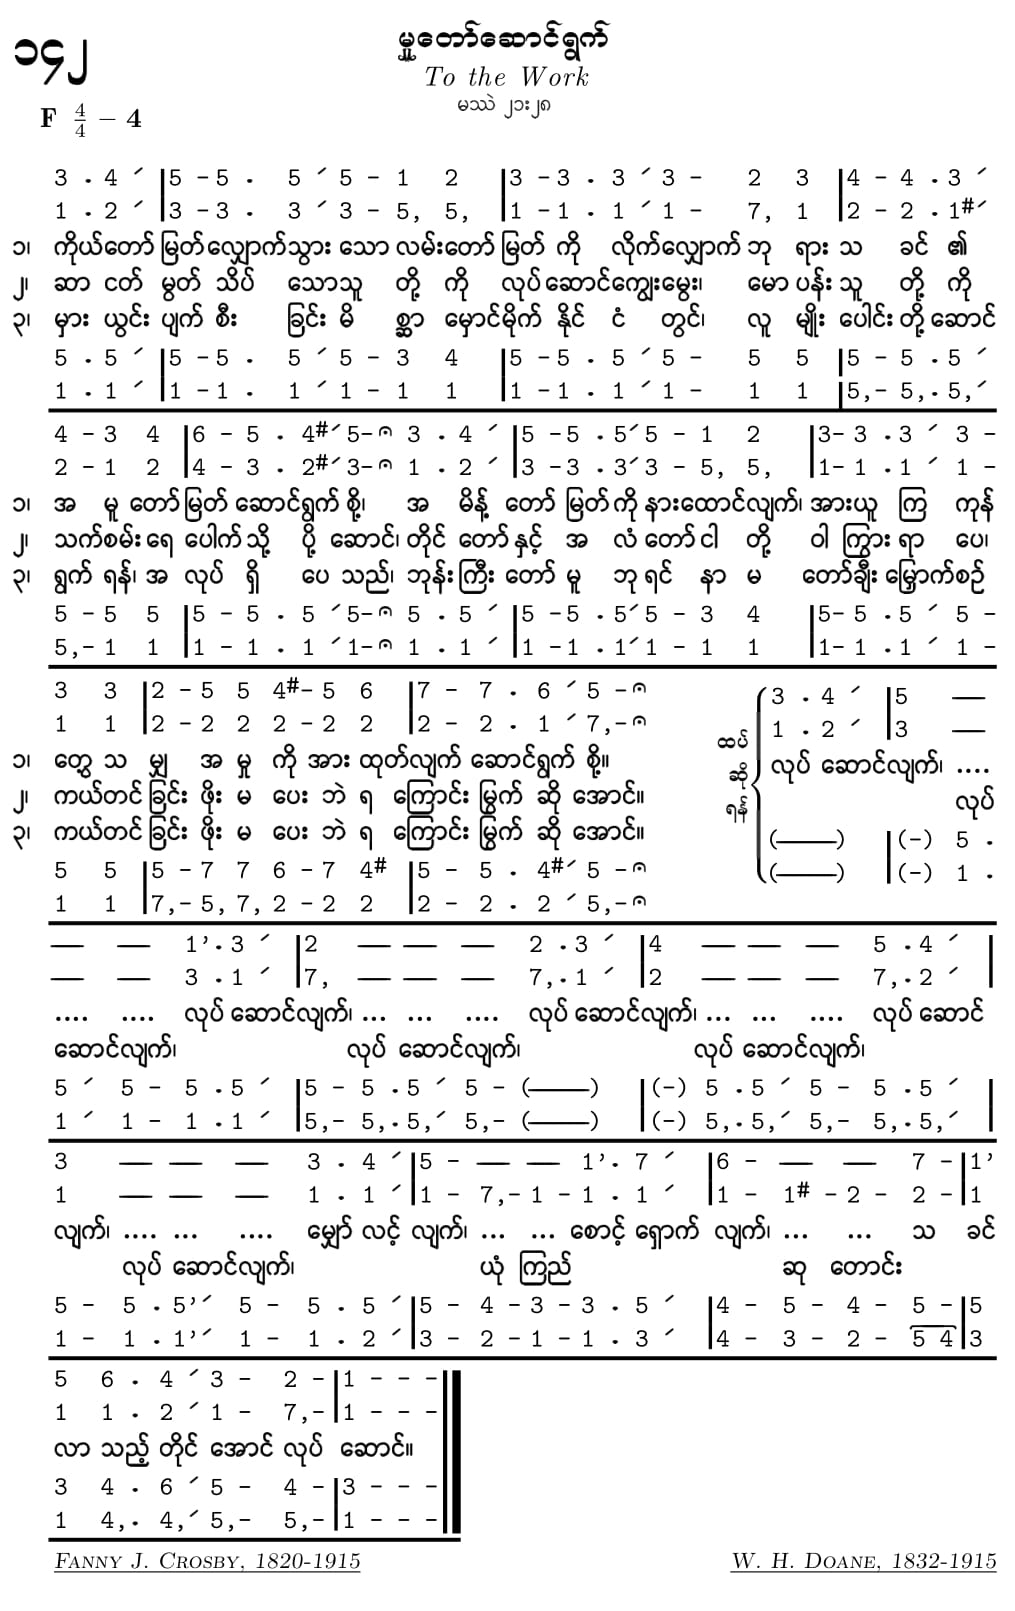 ၁၄၂
မှုတော်ဆောင်ရွက်
To the Work
မဿဲ ၂၁း၂၈
F 4/4 – 4
3 . 4 ´ |5 -5 . 5 ´ 5 - 1 2 |3 -3 . 3 ´ 3 - 2 3 |4 - 4 .3 ´
1 . 2 ´ |3 -3 . 3 ´ 3 - 5, 5, |1 -1 . 1 ´ 1 - 7, 1 |2 - 2 .1#´
၁၊ ကိုယ်တော် မြတ်လျှောက်သွား သော လမ်းတော် မြတ် ကို လိုက်လျှောက် ဘု ရား သ ခင် ၏
၂၊ ဆာ ငတ် မွတ် သိပ် သောသူ တို့ ကို လုပ်ဆောင်ကျွေးမွေး၊ မော ပန်း သူ တို့ ကို
၃၊ မှား ယွင်း ပျက် စီး ခြင်း မိ စ္ဆာ မှောင်မိုက် နိုင် ငံ တွင်၊ လူ မျိုး ပေါင်း တို့ ဆောင်
5 . 5 ´ |5 -5 . 5 ´ 5 - 3 4 |5 -5 . 5 ´ 5 - 5 5 |5 - 5 .5 ´
1 . 1 ´ |1 -1 . 1 ´ 1 - 1 1 |1 -1 . 1 ´ 1 - 1 1 |5,- 5,.5,´
4 - 3 4 |6 - 5 . 4#´ 5-𝄐 3 . 4 ´ |5 -5 .5´ 5 - 1 2 |3- 3 .3 ´ 3 -
2 - 1 2 |4 - 3 . 2#´ 3-𝄐 1 . 2 ´ |3 -3 .3´ 3 - 5, 5, |1- 1 .1 ´ 1 -
၁၊ အ မှု တော် မြတ် ဆောင်ရွက် စို့၊ အ မိန့် တော် မြတ် ကို နားထောင်လျက်၊ အားယူ ကြ ကုန်
၂၊ သက်စမ်း ရေ ပေါက် သို့ ပို့ ဆောင်၊ တိုင် တော် နှင့် အ လံ တော် ငါ တို့ ဝါ ကြွား ရာ ပေ၊
၃၊ ရွက် ရန်၊ အ လုပ် ရှိ ပေ သည်၊ ဘုန်း ကြီး တော် မူ ဘု ရင် နာ မ တော်ချီး မြှောက်စဉ်
5 - 5 5 |5 - 5 . 5 ´ 5-𝄐 5 . 5 ´ |5 -5 .5´ 5 - 3 4 |5- 5 .5 ´ 5 -
5,- 1 1 |1 - 1 . 1 ´ 1-𝄐 1 . 1 ´ |1 -1 .1´ 1 - 1 1 |1- 1 .1 ´ 1 -
3 3 |2 - 5 5 4#- 5 6 |7 - 7 . 6 ´ 5 -𝄐 3 . 4 ´ |5 —
1 1 |2 - 2 2 2 - 2 2 |2 - 2 . 1 ´ 7,-𝄐 1 . 2 ´ |3 —
ထပ်ဆိုရန်
၁၊ တွေ့ သ မျှ အ မှု ကို အား ထုတ်လျက် ဆောင်ရွက် စို့။ လုပ် ဆောင်လျက်၊ ....
၂၊ ကယ်တင် ခြင်း ဖိုး မ ပေး ဘဲ ရ ကြောင်း မြွက် ဆို အောင်။ လုပ်
၃၊ ကယ်တင် ခြင်း ဖိုး မ ပေး ဘဲ ရ ကြောင်း မြွက် ဆို အောင်။
5 5 |5 - 7 7 6 - 7 4# |5 - 5 . 4#´ 5 -𝄐 (——) |(-) 5 .
1 1 |7,- 5, 7, 2 - 2 2 |2 - 2 . 2 ´ 5,-𝄐 (——) |(-) 1 .
— — 1’.3 ´ |2 — — — 2 .3 ´ |4 — — — 5 .4 ´ |
— — 3 .1 ´ |7, — — — 7,.1 ´ |2 — — — 7,.2 ´ |
.... .... လုပ် ဆောင်လျက်၊ ... ... .... လုပ် ဆောင်လျက်၊ ... ... .... လုပ် ဆောင်
ဆောင်လျက်၊ လုပ် ဆောင်လျက်၊ လုပ် ဆောင်လျက်၊
5 ´ 5 - 5 .5 ´ |5 - 5 .5 ´ 5 - (——) |(-) 5 .5 ´ 5 - 5 .5 ´ |
1 ´ 1 - 1 .1 ´ |5,- 5,.5,´ 5,- (——) |(-) 5,.5,´ 5,- 5,.5,´ |
3 — — — 3 . 4 ´ |5 - — — 1’. 7 ´ |6 - — — 7 -|1’
1 — — — 1 . 1 ´ |1 - 7,- 1 - 1 . 1 ´ |1 - 1# - 2 - 2 -|1
လျက်၊ .... ... .... မျှော် လင့် လျက်၊ ... ... စောင့် ရှောက် လျက်၊ ... ... သ ခင်
လုပ် ဆောင်လျက်၊ ယုံ ကြည် ဆု တောင်း
5 - 5 . 5’´ 5 - 5 . 5 ´ |5 - 4 - 3 - 3 . 5 ´ |4 - 5 - 4 - 5 -|5
1 - 1 . 1’´ 1 - 1 . 2 ´ |3 - 2 - 1 - 1 . 3 ´ |4 - 3 - 2 - 5 4|3
5 6 . 4 ´ 3 - 2 -|1 - - -
1 1 . 2 ´ 1 - 7,-|1 - - -
လာ သည့် တိုင် အောင် လုပ် ဆောင်။
3 4 . 6 ´ 5 - 4 -|3 - - -
1 4,. 4,´ 5,- 5,-|1 - - -
FANNY J. CROSBY, 1820-1915
W. H. DOANE, 1832-1915